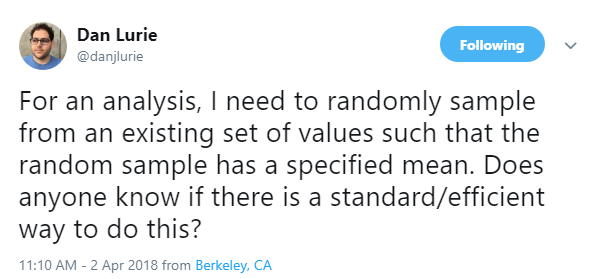 Dan Lurie
@danjlurie
Following
For an analysis, I need to randomly sample
from an existing set of values such that the
random sample has a specified mean. Does
anyone know if there is a standard/efficient
way to do this?
11:10 AM - 2 Apr 2018 from Berkeley, CA